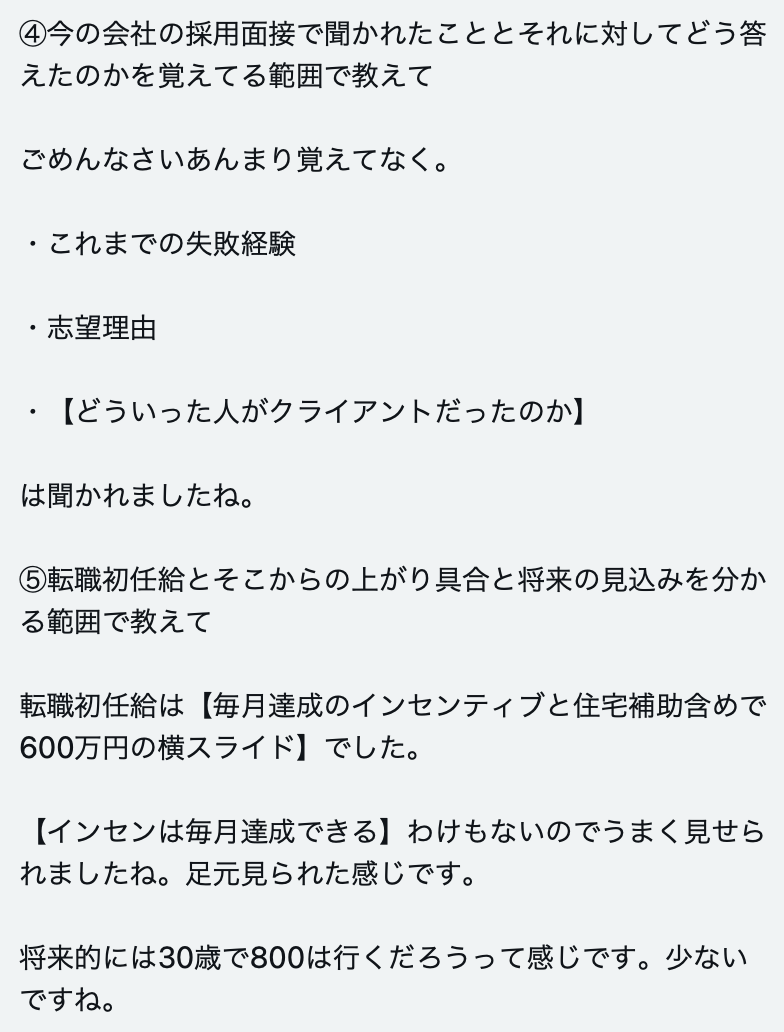 ④今の会社の採用面接で聞かれたこととそれに対してどう答
えたのかを覚えてる範囲で教えて
ごめんなさいあんまり覚えてなく。
・これまでの失敗経験
・志望理由
・【どういった人がクライアントだったのか】
は聞かれましたね。
⑤転職初任給とそこからの上がり具合と将来の見込みを分か
る範囲で教えて
転職初任給は【毎月達成のインセンティブと住宅補助含めで
600万円の横スライド】でした。
【インセンは毎月達成できる】わけもないのでうまく見せら
れましたね。足元見られた感じです。
将来的には30歳で800は行くだろうって感じです。少ない
ですね。